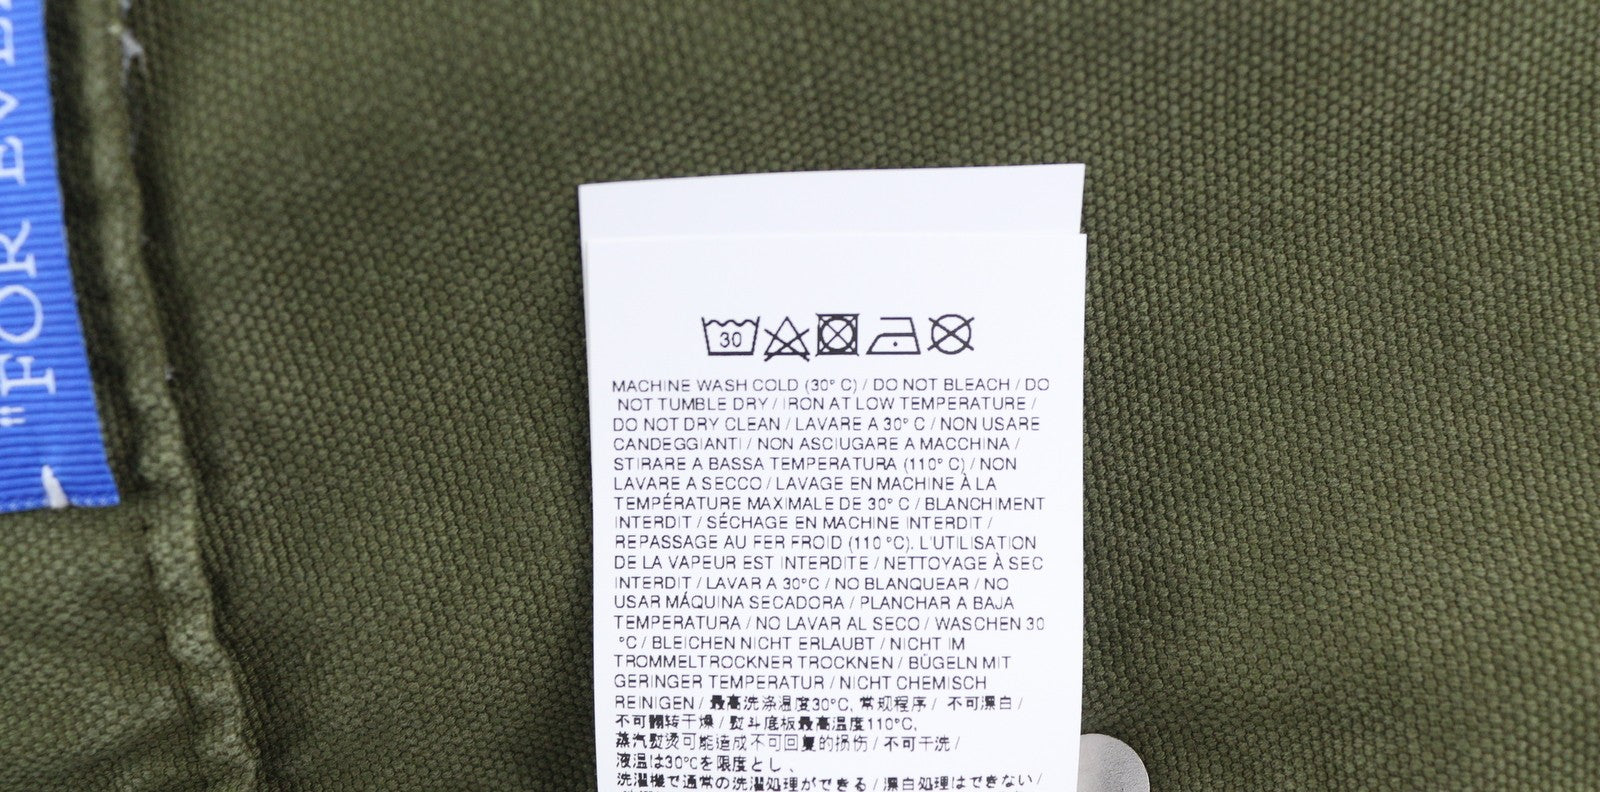 "FOR EVE
30
MACHINE WASH COLD (30° C) / DO NOT BLEACH / DO
NOT TUMBLE DRY / IRON AT LOW TEMPERATURE /
DO NOT DRY CLEAN / LAVARE A 30° C / NON USARE
CANDEGGIANTI / NON ASCIUGARE A MACCHINA /
STIRARE A BASSA TEMPERATURA (110° C) / NON
LAVARE A SECCO / LAVAGE EN MACHINE À LA
TEMPÉRATURE MAXIMALE DE 30° C / BLANCHIMENT
INTERDIT / SÉCHAGE EN MACHINE INTERDIT /
REPASSAGE AU FER FROID (110 °C). L'UTILISATION
DE LA VAPEUR EST INTERDITE / NETTOYAGE À SEC
INTERDIT / LAVAR A 30°C / NO BLANQUEAR / NO
USAR MÁQUINA SECADORA / PLANCHAR A BAJA
TEMPERATURA / NO LAVAR AL SECO / WASCHEN 30
°C / BLEICHEN NICHT ERLAUBT / NICHT IM
TROMMELTROCKNER TROCKNEN / BÜGELN MIT
GERINGER TEMPERATUR / NICHT CHEMISCH
REINIGEN / 最高洗涤温度30°C, 常规程序 / 不可漂白 /
不可翻转干燥 / 熨斗底板最高温度110°C,
蒸汽熨烫可能造成不可回复的损伤 / 不可干洗 /
液温は30°Cを限度とし、
洗濯機で通常の洗濯処理ができる / 漂白処理はできない /